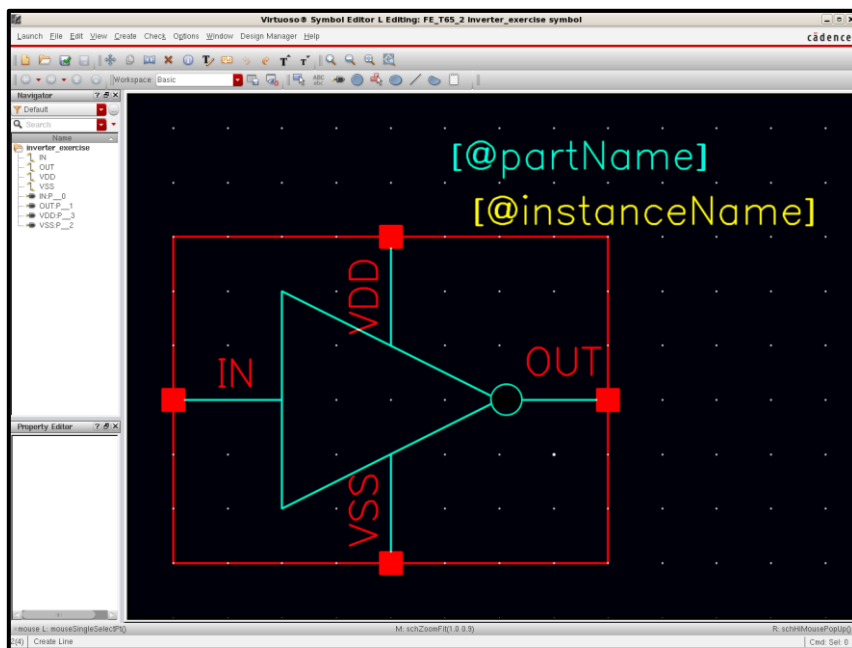 Virtuoso® Symbol Editor L Editing: FE_T65_2 inverter_exercise symbol
Launch File Edit View Create Check Options Window Design Manager Help
cādence
Workspace: Basic
Navigator
Default
Search
Name
inverter_exercise
IN
OUT
VDD
VSS
IN:P__0
OUT:P__1
VDD:P__3
VSS:P__2
Property Editor
[@partName]
[@instanceName]
VDD
IN
OUT
VSS
mouse L: mouseSingleSelectPt()
M: schZoomFit(1.0 0.9)
R: schHiMousePopUp()
2(4) Create Line
Cmd: Sel: 0